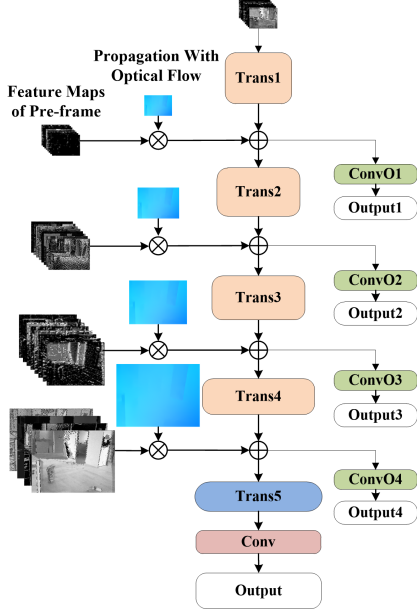 Propagation With
Optical Flow
Trans1
Feature Maps
of Pre-frame
ConvO1
Output1
Trans2
ConvO2
Output2
Trans3
ConvO3
Output3
Trans4
ConvO4
Output4
Trans5
Conv
Output